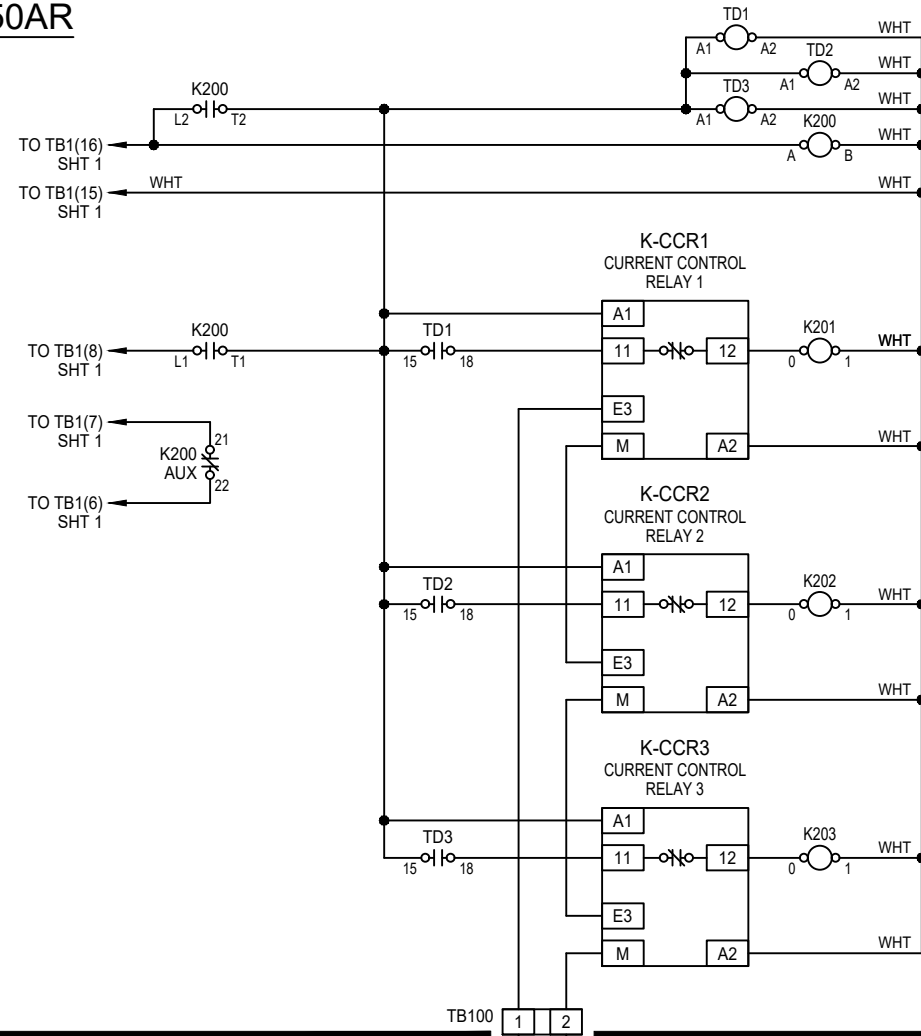 50AR
TD1
WHT
A1 A2
TD2
WHT
A1 A2
K200
TD3
WHT
L2 T2
A1 A2
K200
WHT
TO TB1(16)
SHT 1
A B
TO TB1(15)
SHT 1
WHT
WHT
K-CCR1
CURRENT CONTROL
RELAY 1
A1
TO TB1(8)
SHT 1
K200
L1 T1
TD1
15 18
11 12
K201
0 1
WHT
E3
M A2
WHT
TO TB1(7)
SHT 1
K200
AUX
21
22
TO TB1(6)
SHT 1
K-CCR2
CURRENT CONTROL
RELAY 2
A1
TD2
15 18
11 12
K202
0 1
WHT
E3
M A2
WHT
K-CCR3
CURRENT CONTROL
RELAY 3
A1
TD3
15 18
11 12
K203
0 1
WHT
E3
M A2
WHT
TB100 1 2